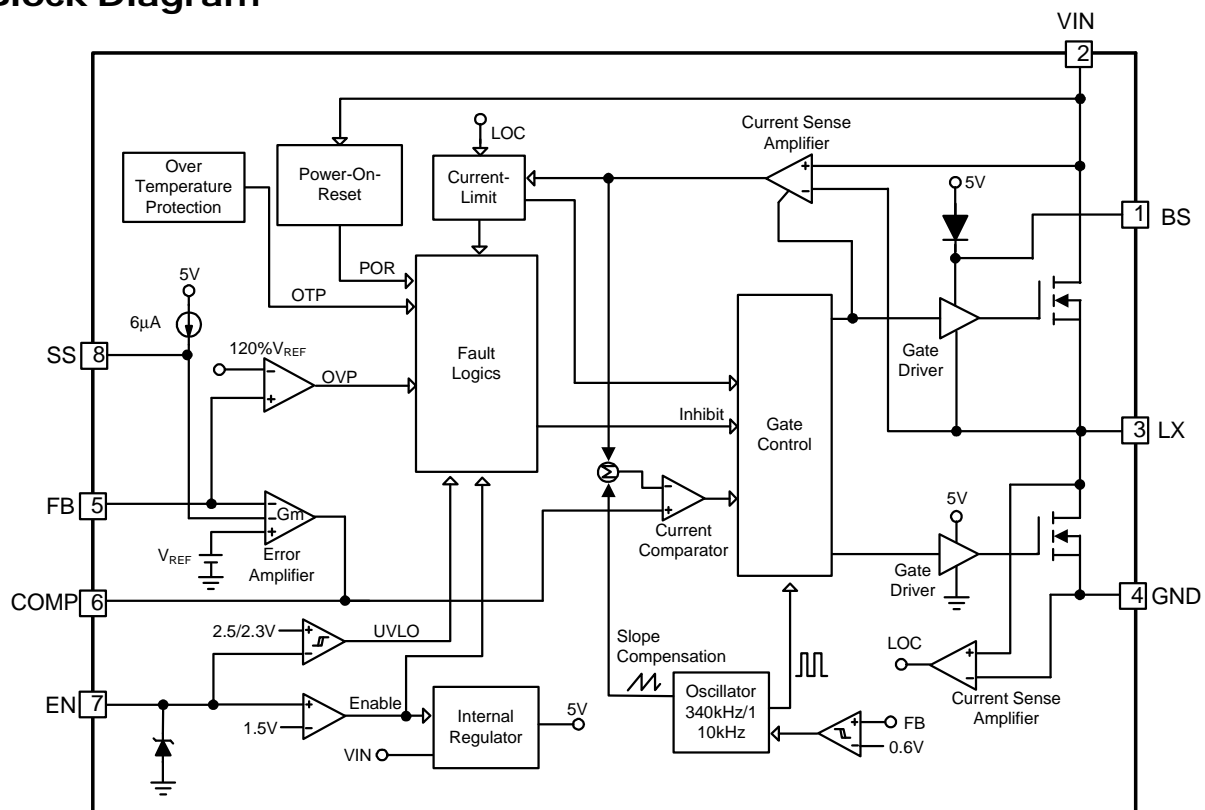 Block Diagram
VIN
2
LOC
Current Sense
Amplifier
Over
Temperature
Protection
Power-On-
Reset
Current-
Limit
5V
1
BS
POR
OTP
5V
6μA
SS
8
120%VREF
OVP
Fault
Logics
Gate
Driver
Inhibit
Gate
Control
3
LX
FB
5
Gm
Σ
Current
Comparator
VREF
Error
Amplifier
5V
Gate
Driver
COMP
6
4
GND
2.5/2.3V
UVLO
Slope
Compensation
LOC
Current Sense
Amplifier
EN
7
Enable
1.5V
Internal
Regulator
5V
VIN
Oscillator
340kHz/1
10kHz
FB
0.6V
+
-
+
-
-
-
+
-
+
+
-
+
-
+
-
+
-